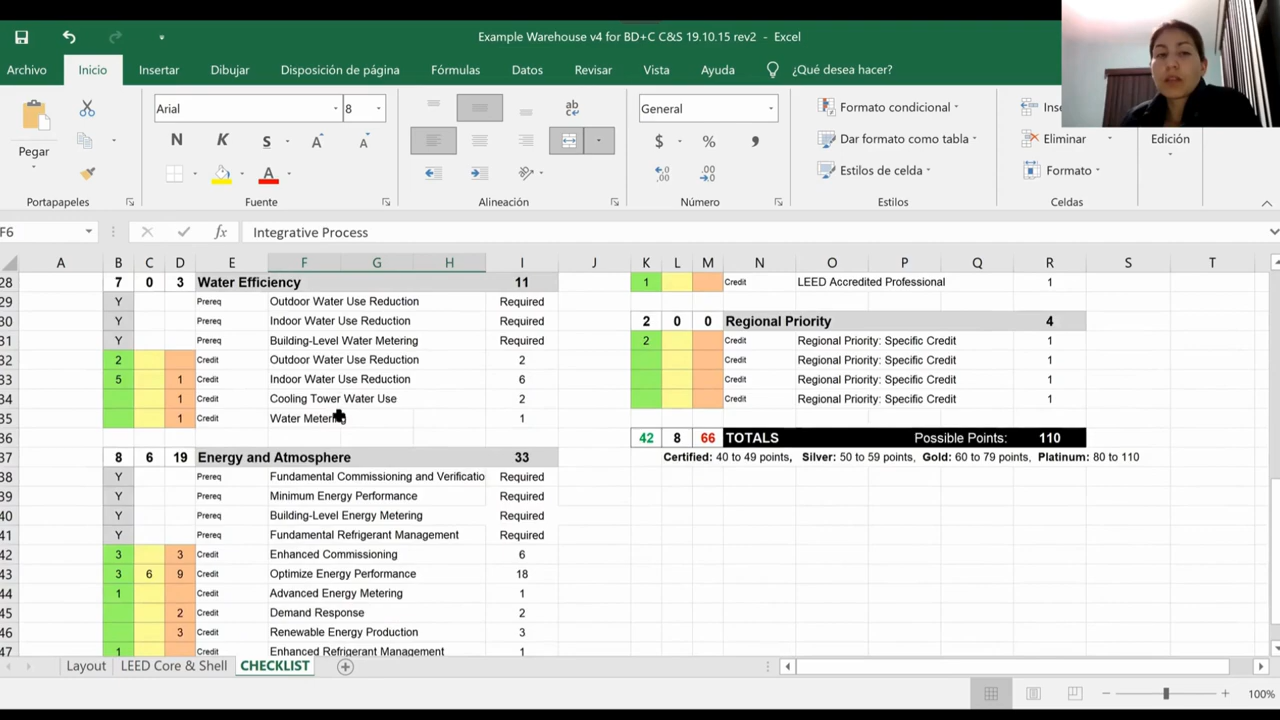 Example Warehouse v4 for BD+C C&S 19.10.15 rev2 - Excel
Archivo Inicio Insertar Dibujar Disposición de página Fórmulas Datos Revisar Vista Ayuda ¿Qué desea hacer?
Arial 8 ab General Formato condicional
Pegar N K S A A $ % Dar formato como tabla Eliminar Edición
A Estilos de celda Formato
Portapapeles Fuente Alineación Número Estilos Celdas
F6 fx Integrative Process
A B C D E F G H I J K L M N O P Q R S T
28 7 0 3 Water Efficiency 11 1 Credit LEED Accredited Professional 1
29 Y Prereq Outdoor Water Use Reduction Required
30 Y Prereq Indoor Water Use Reduction Required 2 0 0 Regional Priority 4
31 Y Prereq Building-Level Water Metering Required 2 Credit Regional Priority: Specific Credit 1
32 2 Credit Outdoor Water Use Reduction 2 Credit Regional Priority: Specific Credit 1
33 5 1 Credit Indoor Water Use Reduction 6 Credit Regional Priority: Specific Credit 1
34 1 Credit Cooling Tower Water Use 2 Credit Regional Priority: Specific Credit 1
35 1 Credit Water Metering 1
36 42 8 66 TOTALS Possible Points: 110
37 8 6 19 Energy and Atmosphere 33 Certified: 40 to 49 points, Silver: 50 to 59 points, Gold: 60 to 79 points, Platinum: 80 to 110
38 Y Prereq Fundamental Commissioning and Verificatio Required
39 Y Prereq Minimum Energy Performance Required
40 Y Prereq Building-Level Energy Metering Required
41 Y Prereq Fundamental Refrigerant Management Required
42 3 3 Credit Enhanced Commissioning 6
43 3 6 9 Credit Optimize Energy Performance 18
44 1 Credit Advanced Energy Metering 1
45 2 Credit Demand Response 2
46 3 Credit Renewable Energy Production 3
47 1 Credit Enhanced Refrigerant Management 1
Layout LEED Core & Shell CHECKLIST
100%